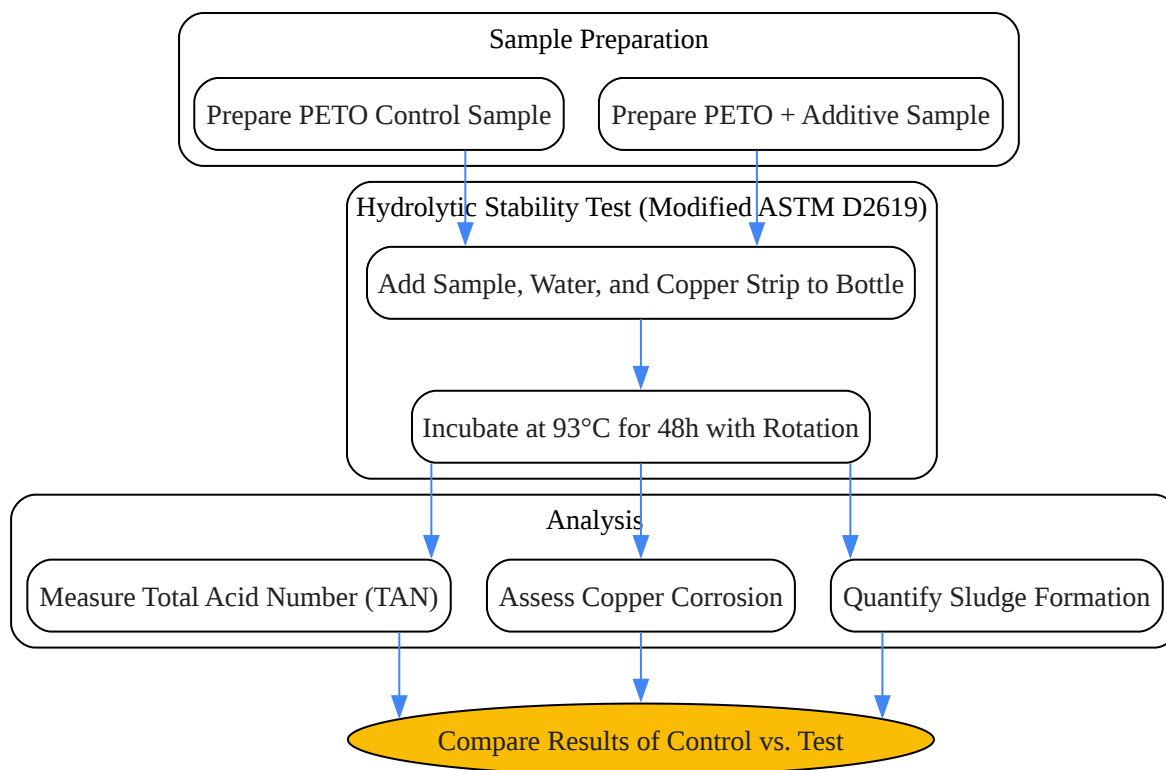 Sample Preparation
Prepare PETO Control Sample
Prepare PETO + Additive Sample
Hydrolytic Stability Test (Modified ASTM D2619)
Add Sample, Water, and Copper Strip to Bottle
Incubate at 93°C for 48h with Rotation
Analysis
Measure Total Acid Number (TAN)
Assess Copper Corrosion
Quantify Sludge Formation
Compare Results of Control vs. Test